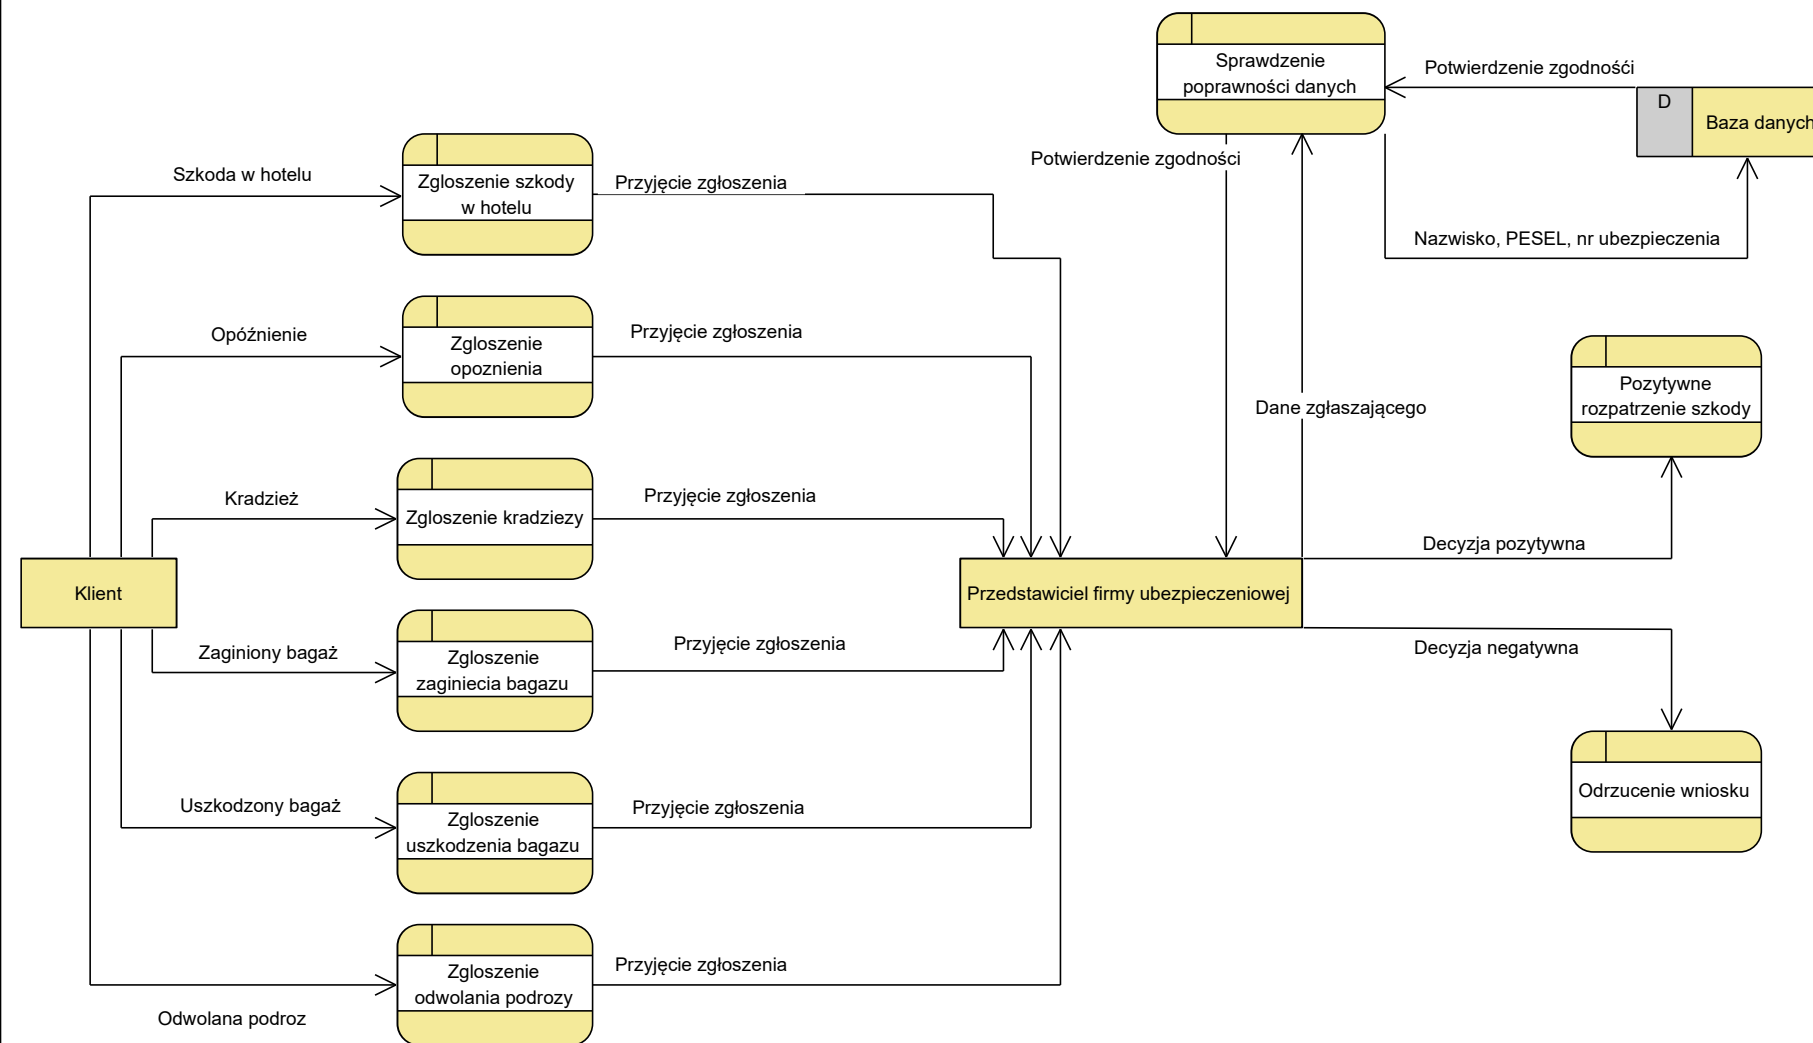 Sprawdzenie
poprawności danych
Potwierdzenie zgodnośći
D
Baza danych
Potwierdzenie zgodności
Nazwisko, PESEL, nr ubezpieczenia
Szkoda w hotelu
Zgloszenie szkody
w hotelu
Przyjęcie zgłoszenia
Opóźnienie
Zgloszenie
opoznienia
Przyjęcie zgłoszenia
Pozytywne
rozpatrzenie szkody
Dane zgłaszającego
Kradzież
Zgloszenie kradziezy
Przyjęcie zgłoszenia
Decyzja pozytywna
Klient
Przedstawiciel firmy ubezpieczeniowej
Decyzja negatywna
Zaginiony bagaż
Zgloszenie
zaginiecia bagazu
Przyjęcie zgłoszenia
Odrzucenie wniosku
Uszkodzony bagaż
Zgloszenie
uszkodzenia bagazu
Przyjęcie zgłoszenia
Zgloszenie
odwolania podrozy
Przyjęcie zgłoszenia
Odwolana podroz